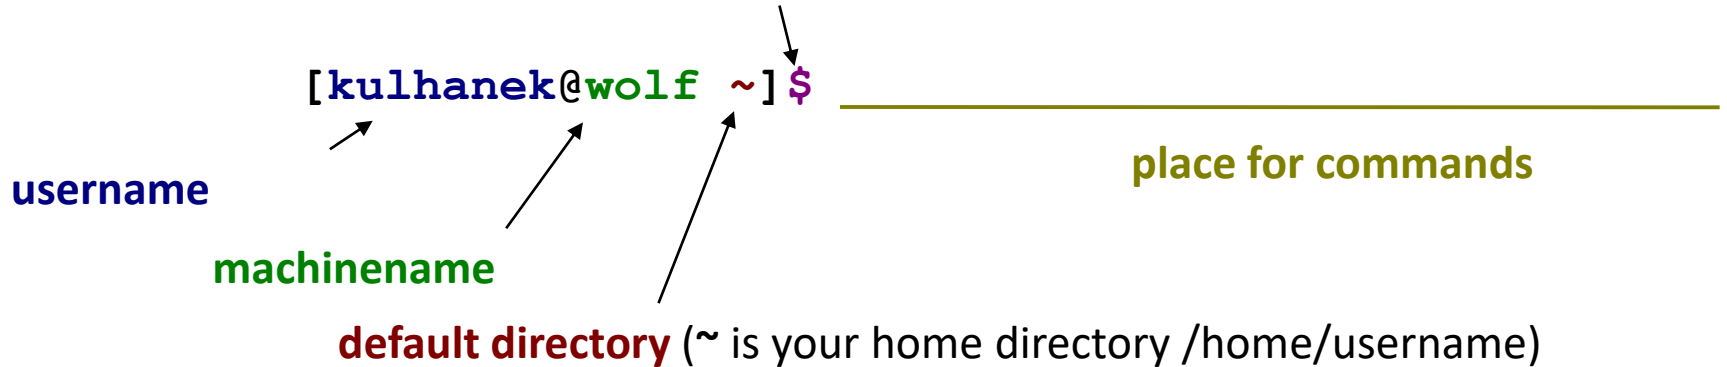 [kulhanek@wolf ~]$
place for commands
username
machinename
default directory (~ is your home directory /home/username)